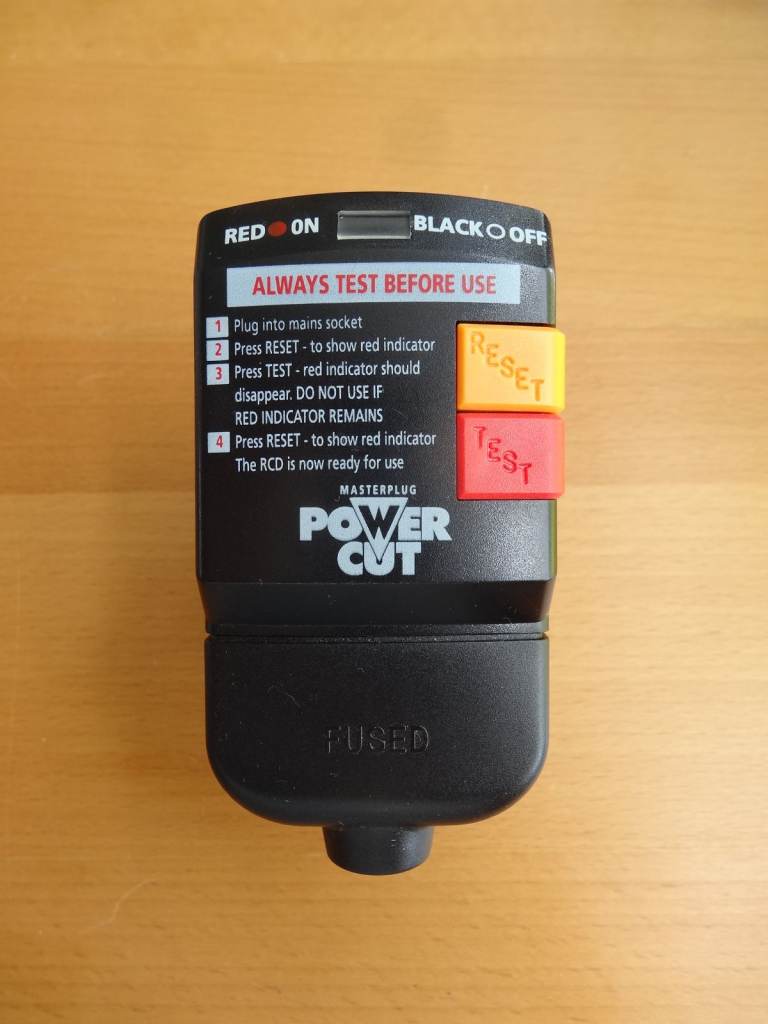 RED ON BLACK OFF
ALWAYS TEST BEFORE USE
1 Plug into mains socket
2 Press RESET - to show red indicator
3 Press TEST - red indicator should
disappear. DO NOT USE IF
RED INDICATOR REMAINS
4 Press RESET - to show red indicator
The RCD is now ready for use
RESET
TEST
MASTERPLUG
POWER
CUT
FUSED